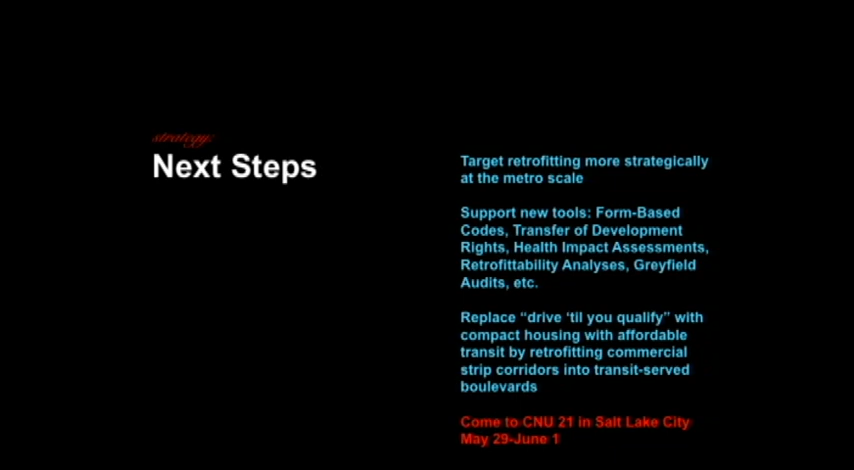 strategy:
Next Steps
Target retrofitting more strategically
at the metro scale
Support new tools: Form-Based
Codes, Transfer of Development
Rights, Health Impact Assessments,
Retrofittability Analyses, Greyfield
Audits, etc.
Replace “drive ‘til you qualify” with
compact housing with affordable
transit by retrofitting commercial
strip corridors into transit-served
boulevards
Come to CNU 21 in Salt Lake City
May 29-June 1